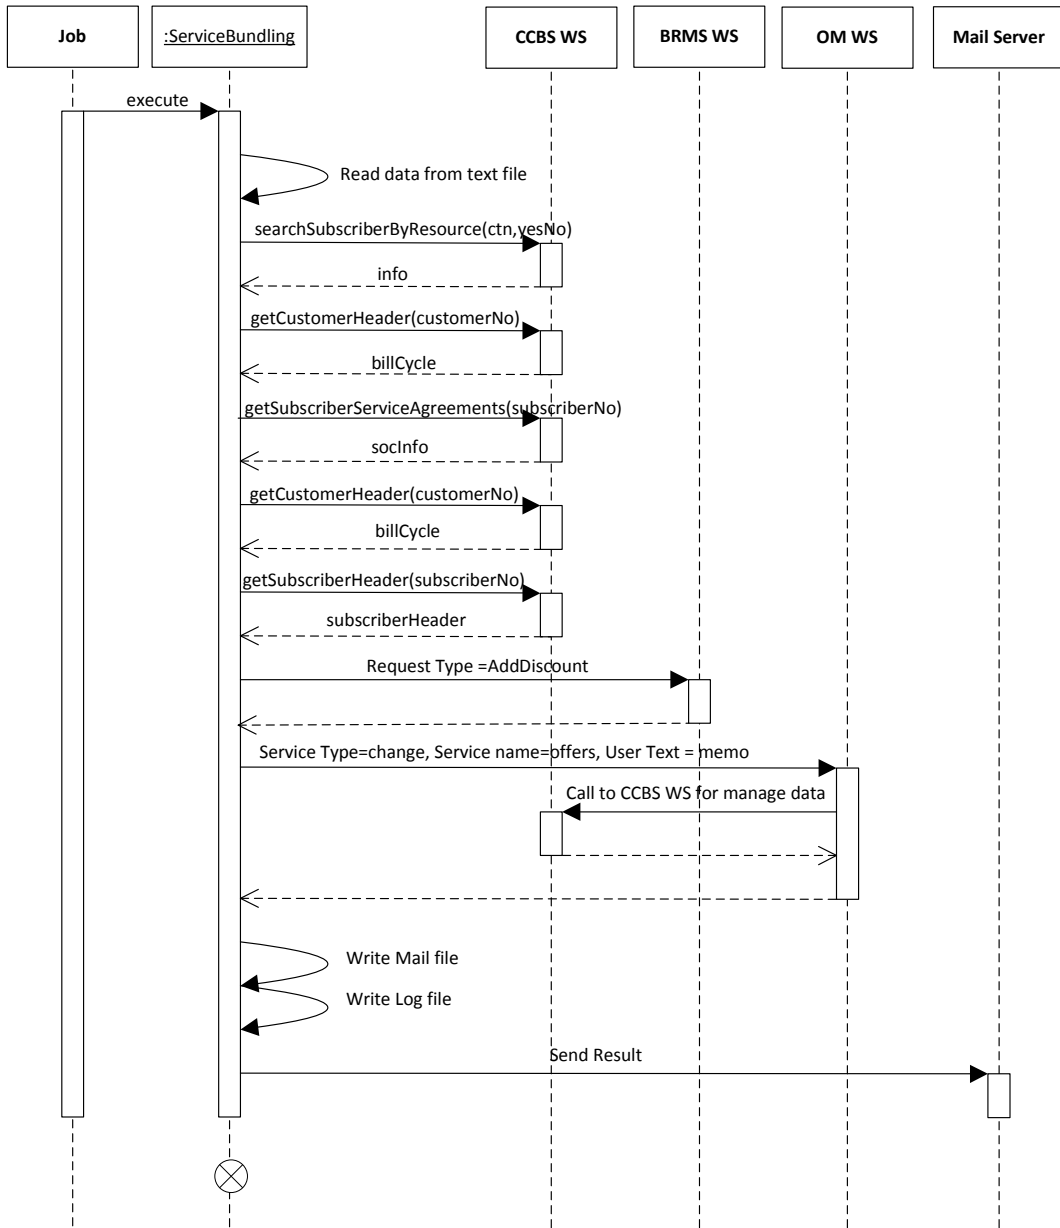 Job
:ServiceBundling
CCBS WS
BRMS WS
OM WS
Mail Server
execute
Read data from text file
searchSubscriberByResource(ctn,yesNo)
info
getCustomerHeader(customerNo)
billCycle
getSubscriberServiceAgreements(subscriberNo)
socInfo
getCustomerHeader(customerNo)
billCycle
getSubscriberHeader(subscriberNo)
subscriberHeader
Request Type =AddDiscount
Service Type=change, Service name=offers, User Text = memo
Call to CCBS WS for manage data
Write Mail file
Write Log file
Send Result